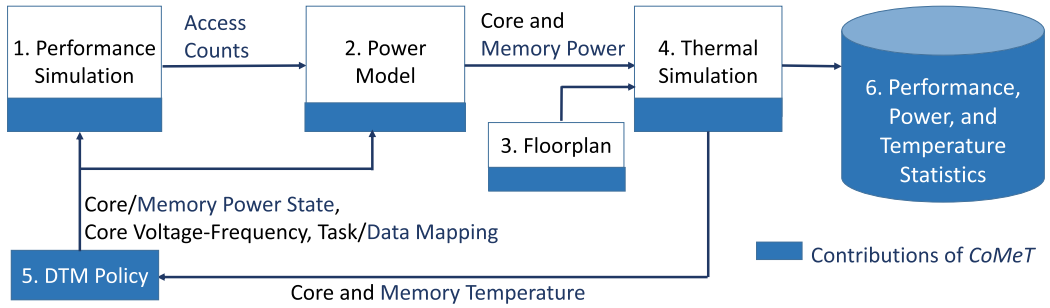 1. Performance
Simulation
Access
Counts
2. Power
Model
Core and
Memory Power
4. Thermal
Simulation
3. Floorplan
6. Performance,
Power, and
Temperature
Statistics
Core/Memory Power State,
Core Voltage-Frequency, Task/Data Mapping
5. DTM Policy
Core and Memory Temperature
Contributions of CoMeT